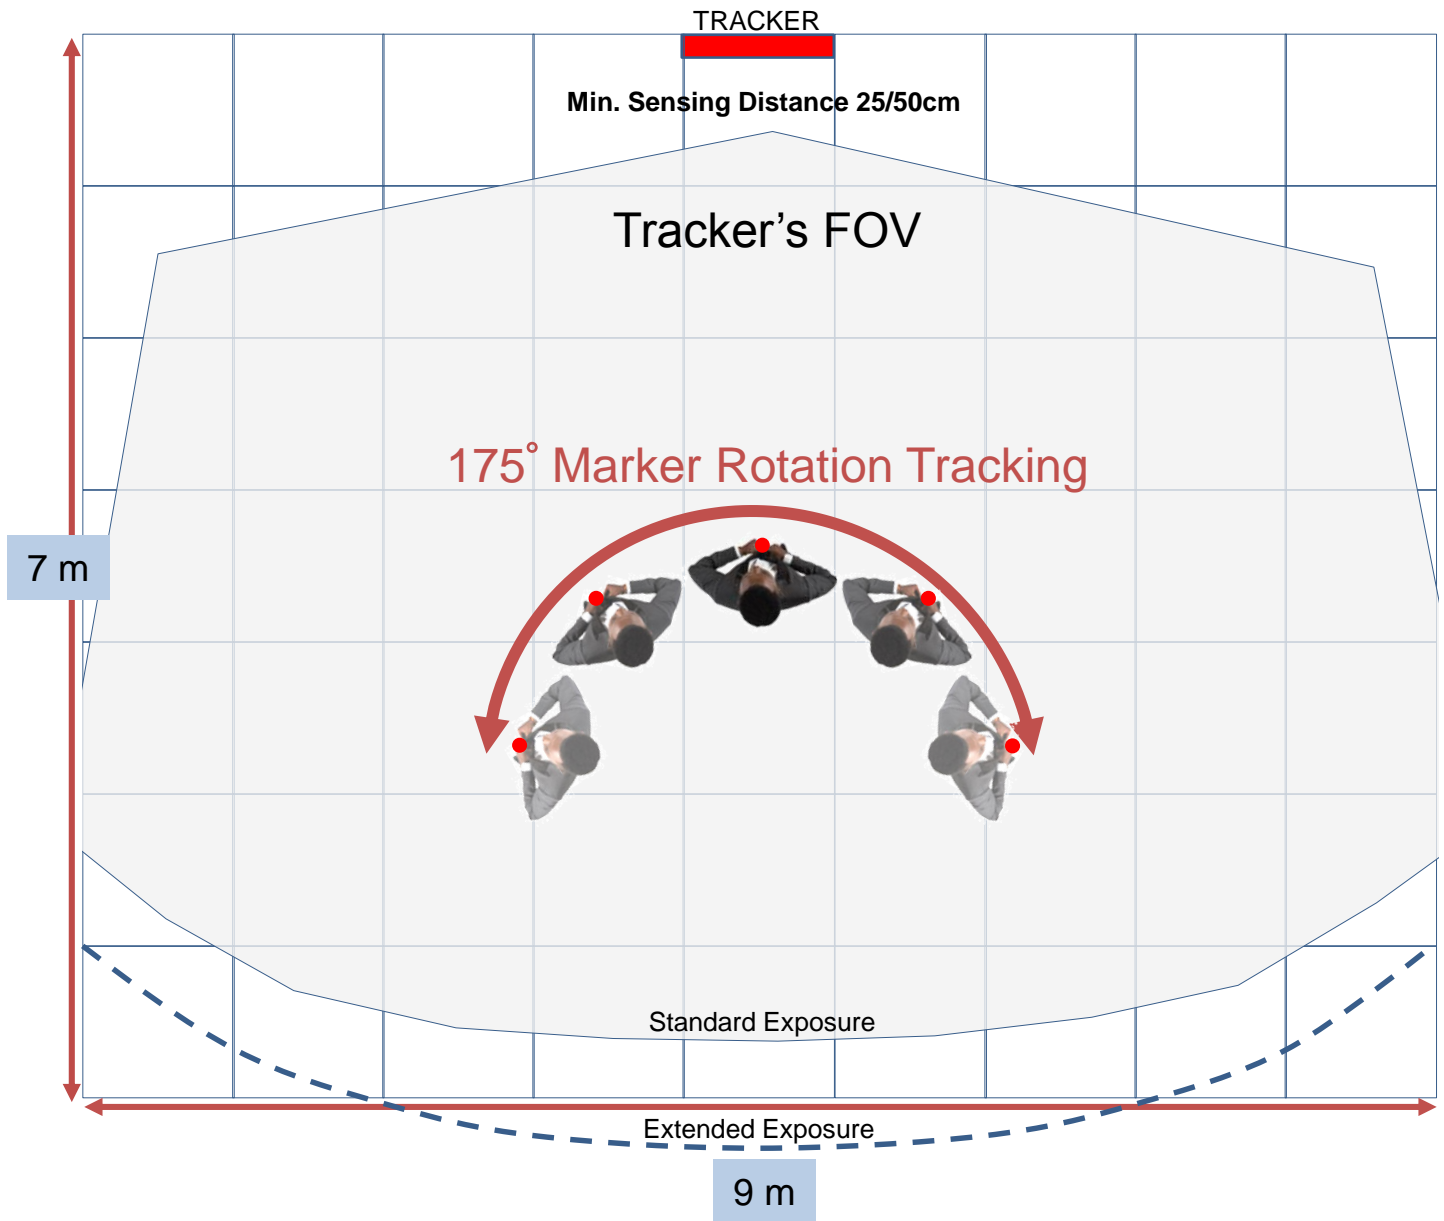 TRACKER
Min. Sensing Distance 25/50cm
Tracker’s FOV
175° Marker Rotation Tracking
7 m
Standard Exposure
Extended Exposure
9 m